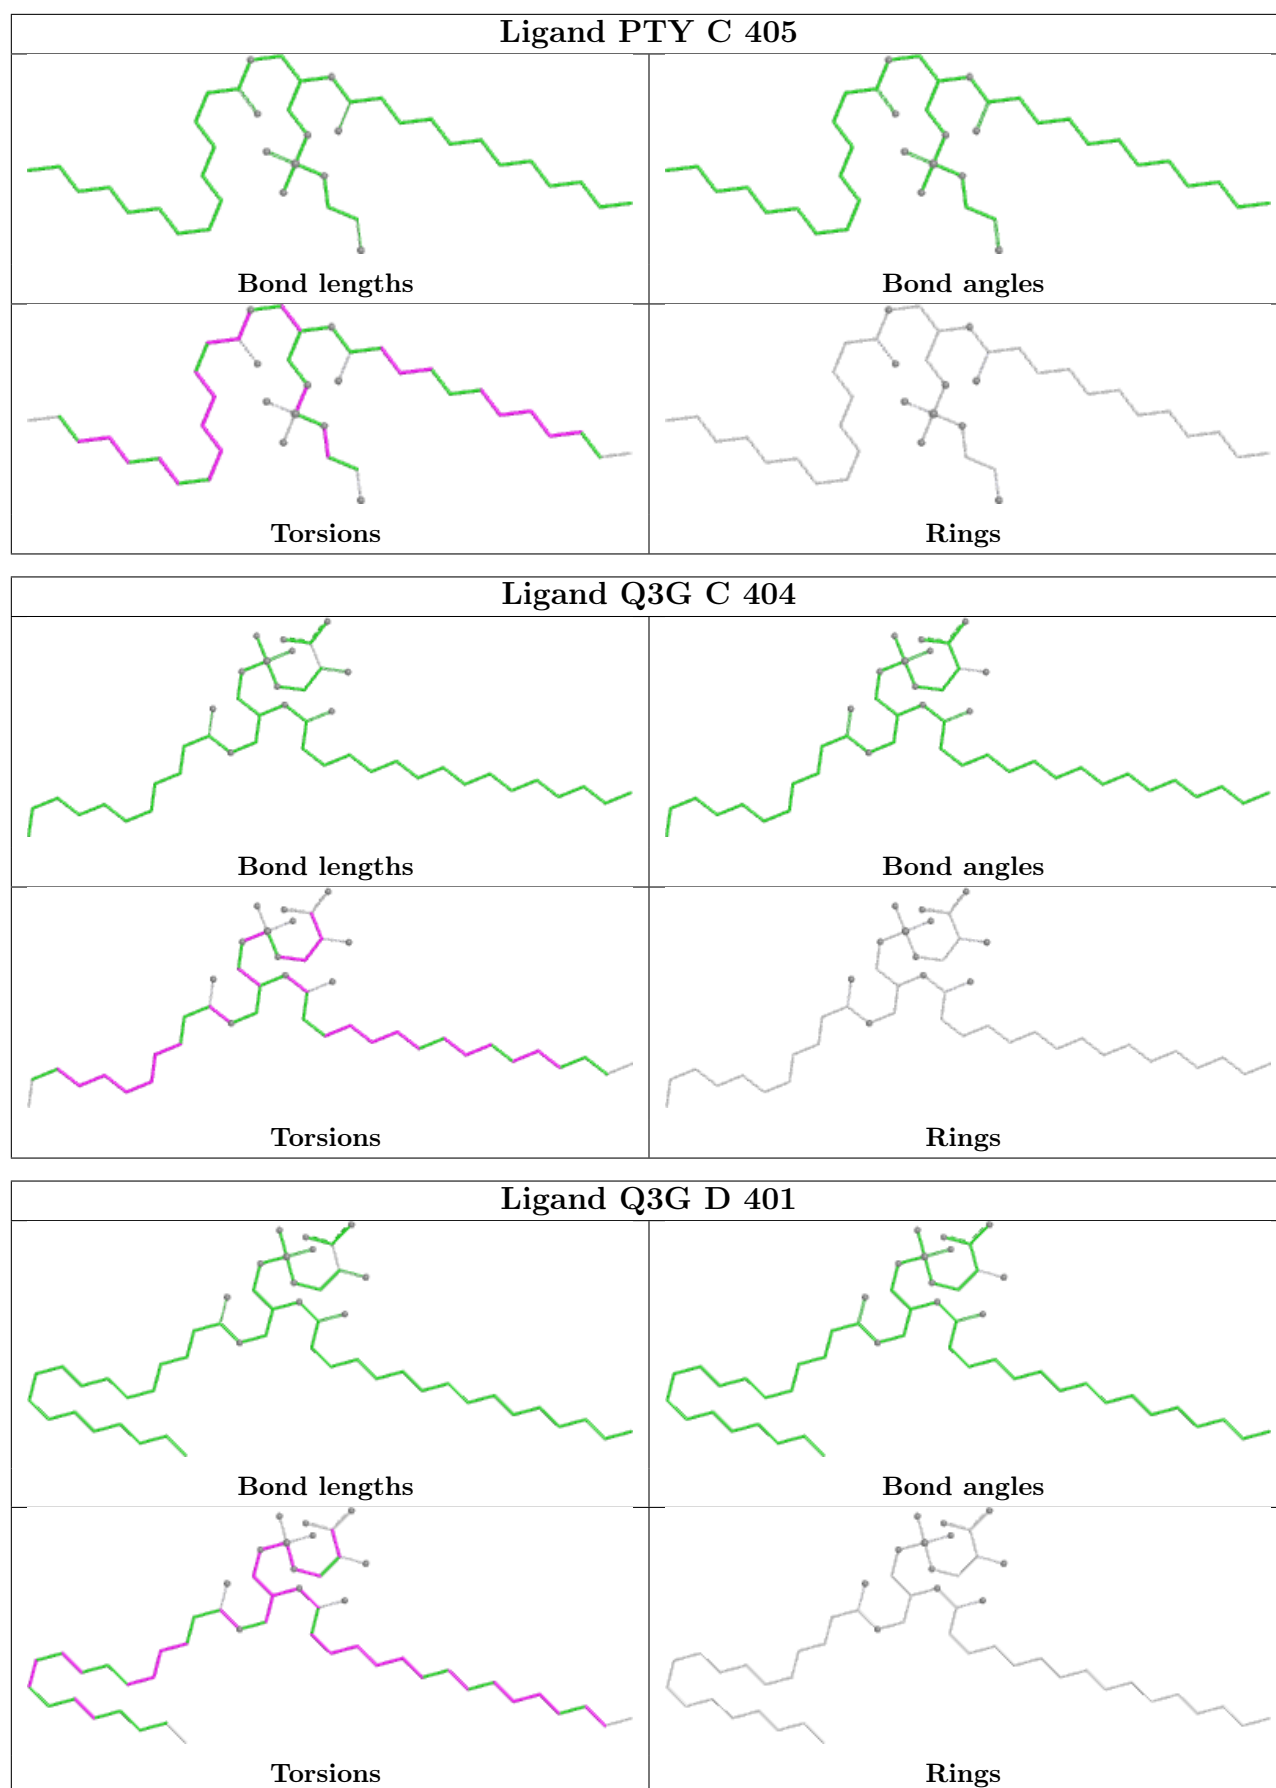 Ligand PTY C 405
Bond lengths
Bond angles
Torsions
Rings
Ligand Q3G C 404
Bond lengths
Bond angles
Torsions
Rings
Ligand Q3G D 401
Bond lengths
Bond angles
Torsions
Rings